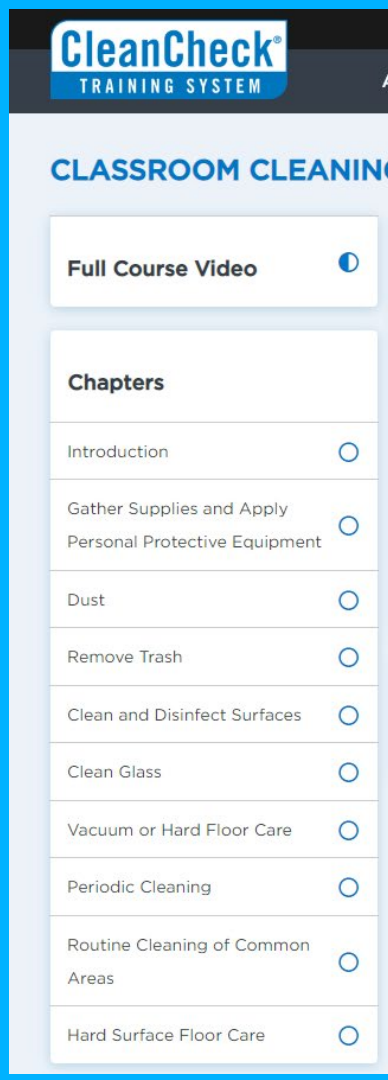 CleanCheck®
TRAINING SYSTEM
CLASSROOM CLEANING
Full Course Video
Chapters
Introduction
Gather Supplies and Apply
Personal Protective Equipment
Dust
Remove Trash
Clean and Disinfect Surfaces
Clean Glass
Vacuum or Hard Floor Care
Periodic Cleaning
Routine Cleaning of Common
Areas
Hard Surface Floor Care